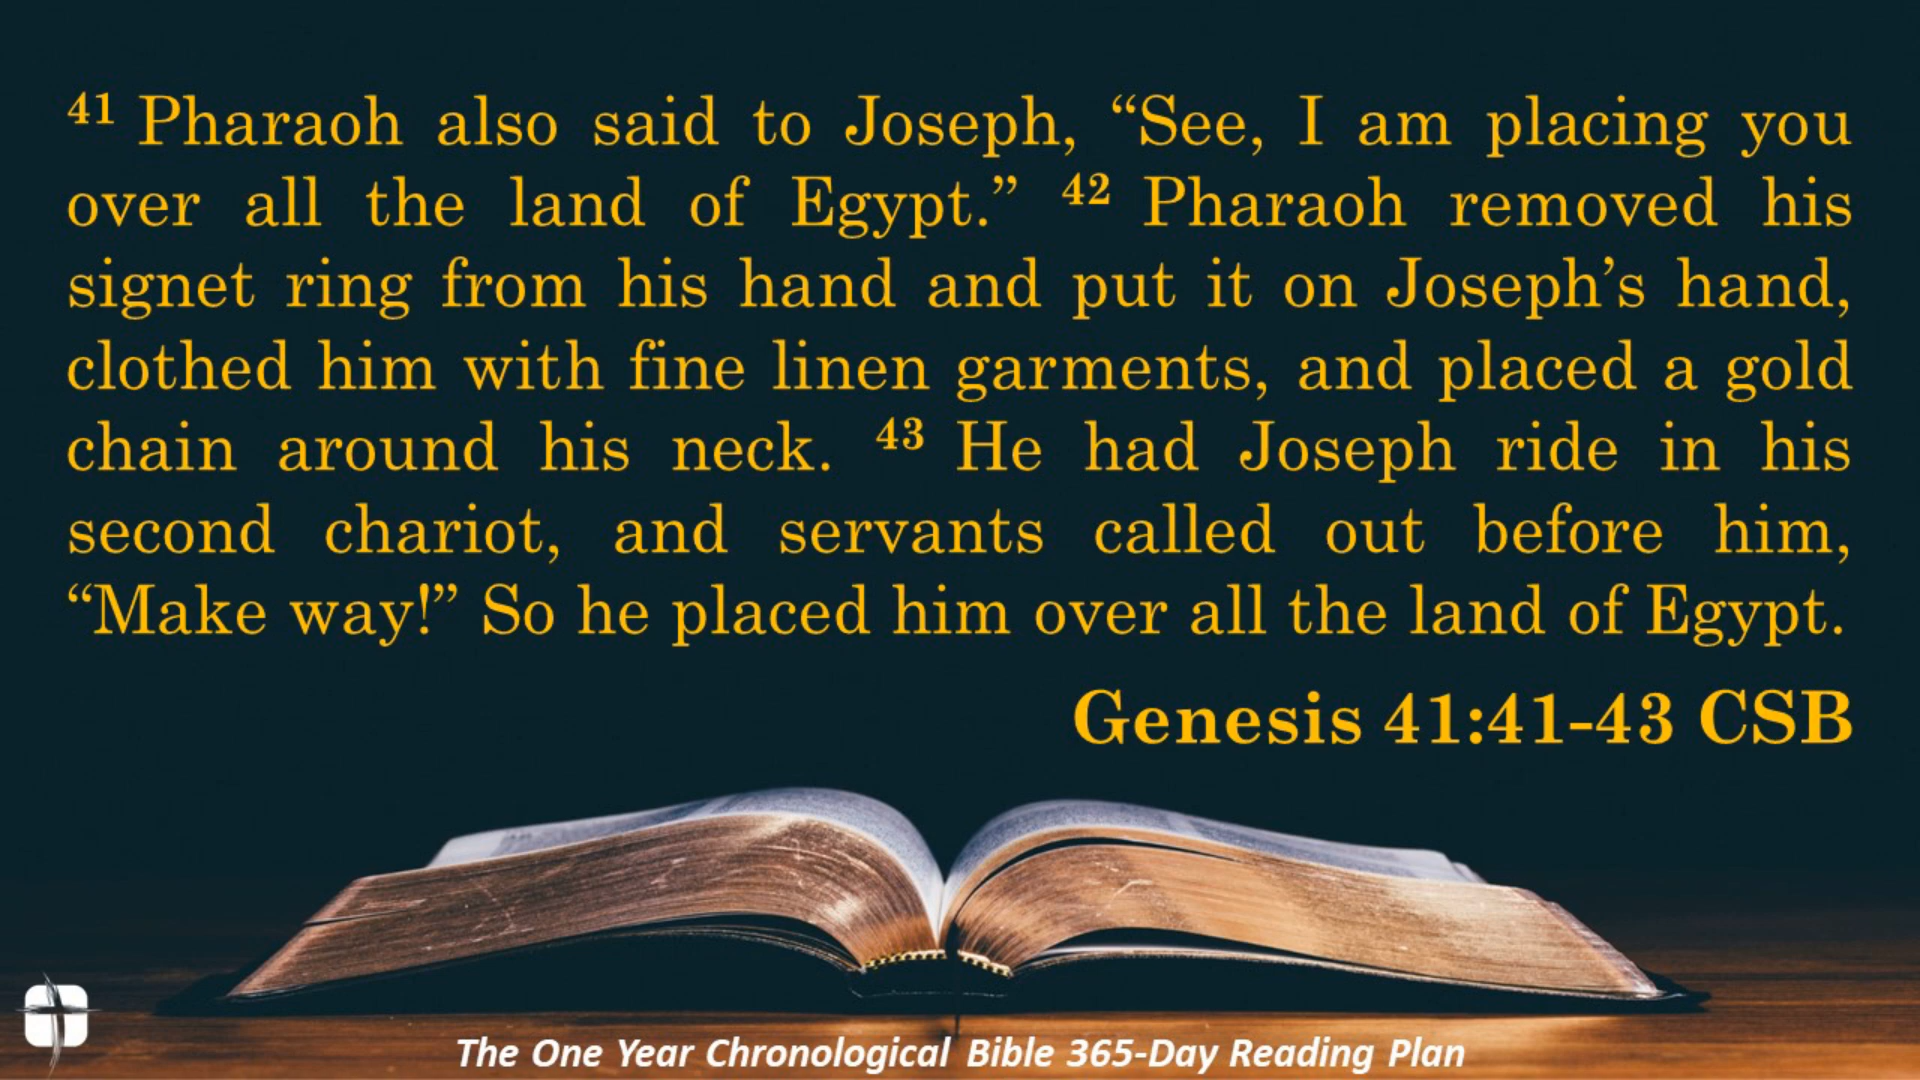 41 Pharaoh also said to Joseph, “See, I am placing you
over all the land of Egypt.” 42 Pharaoh removed his
signet ring from his hand and put it on Joseph’s hand,
clothed him with fine linen garments, and placed a gold
chain around his neck. 43 He had Joseph ride in his
second chariot, and servants called out before him,
“Make way!” So he placed him over all the land of Egypt.
Genesis 41:41-43 CSB
The One Year Chronological Bible 365-Day Reading Plan